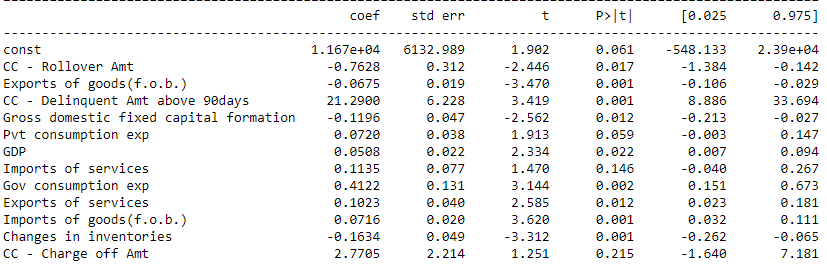 coef std err t P>|t| [0.025 0.975]
const 1.167e+04 6132.989 1.902 0.061 -548.133 2.39e+04
CC - Rollover Amt -0.7628 0.312 -2.446 0.017 -1.384 -0.142
Exports of goods(f.o.b.) -0.0675 0.019 -3.470 0.001 -0.106 -0.029
CC - Delinquent Amt above 90days 21.2900 6.228 3.419 0.001 8.886 33.694
Gross domestic fixed capital formation -0.1196 0.047 -2.562 0.012 -0.213 -0.027
Pvt consumption exp 0.0720 0.038 1.913 0.059 -0.003 0.147
GDP 0.0508 0.022 2.334 0.022 0.007 0.094
Imports of services 0.1135 0.077 1.470 0.146 -0.040 0.267
Gov consumption exp 0.4122 0.131 3.144 0.002 0.151 0.673
Exports of services 0.1023 0.040 2.585 0.012 0.023 0.181
Imports of goods(f.o.b.) 0.0716 0.020 3.620 0.001 0.032 0.111
Changes in inventories -0.1634 0.049 -3.312 0.001 -0.262 -0.065
CC - Charge off Amt 2.7705 2.214 1.251 0.215 -1.640 7.181